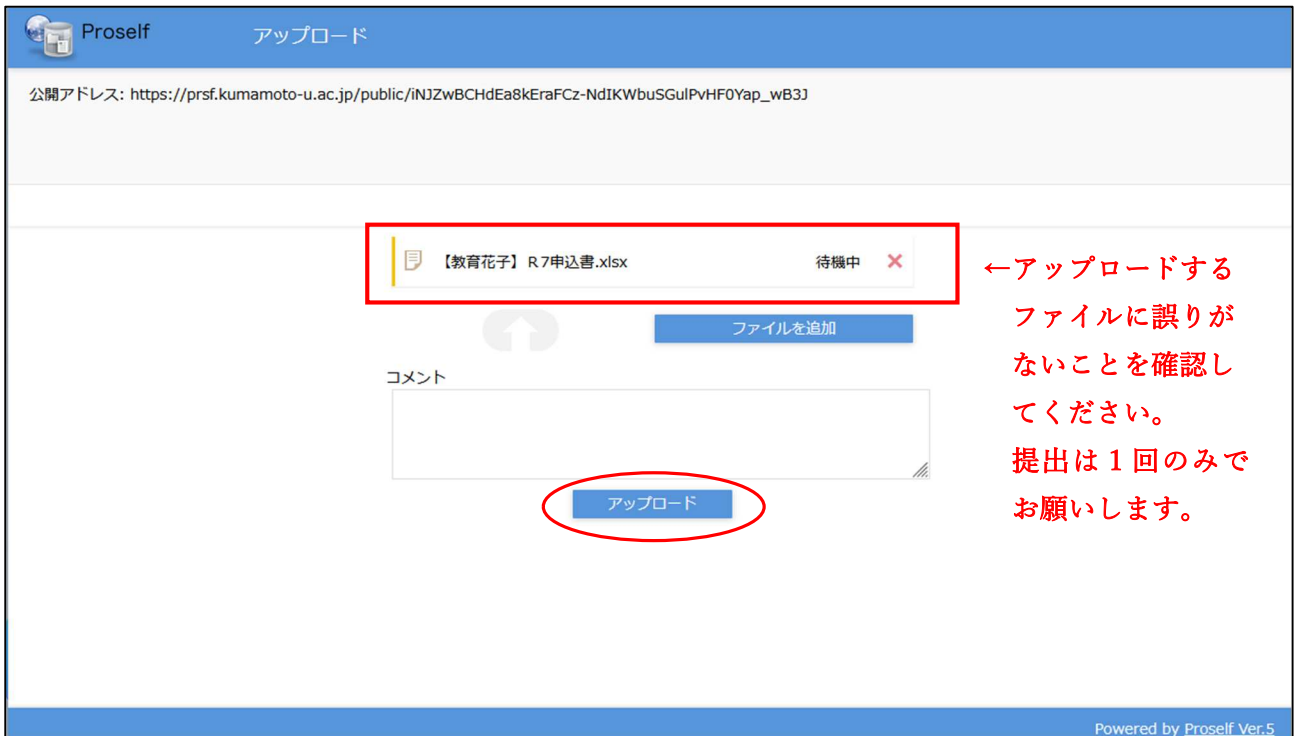 Proself
アップロード
公開アドレス: https://prsf.kumamoto-u.ac.jp/public/iNJZwBCHdEa8kEraFCz-NdIKWbuSGulPvHF0Yap_wB3J
【教育花子】Ｒ７申込書.xlsx 待機中
ファイルを追加
コメント
アップロード
←アップロードする
ファイルに誤りが
ないことを確認し
てください。
提出は１回のみで
お願いします。
Powered by Proself Ver.5